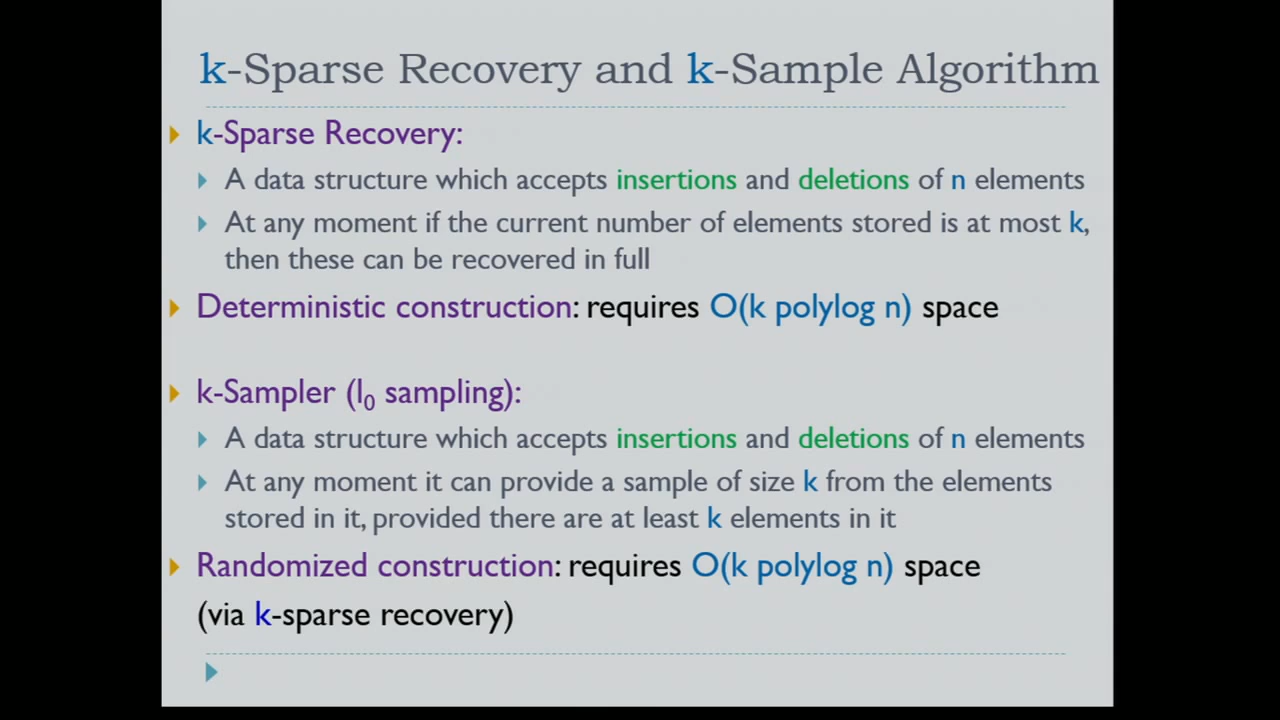 k-Sparse Recovery and k-Sample Algorithm
k-Sparse Recovery:
A data structure which accepts insertions and deletions of n elements
At any moment if the current number of elements stored is at most k,
then these can be recovered in full
Deterministic construction: requires O(k polylog n) space
k-Sampler (l₀ sampling):
A data structure which accepts insertions and deletions of n elements
At any moment it can provide a sample of size k from the elements
stored in it, provided there are at least k elements in it
Randomized construction: requires O(k polylog n) space
(via k-sparse recovery)